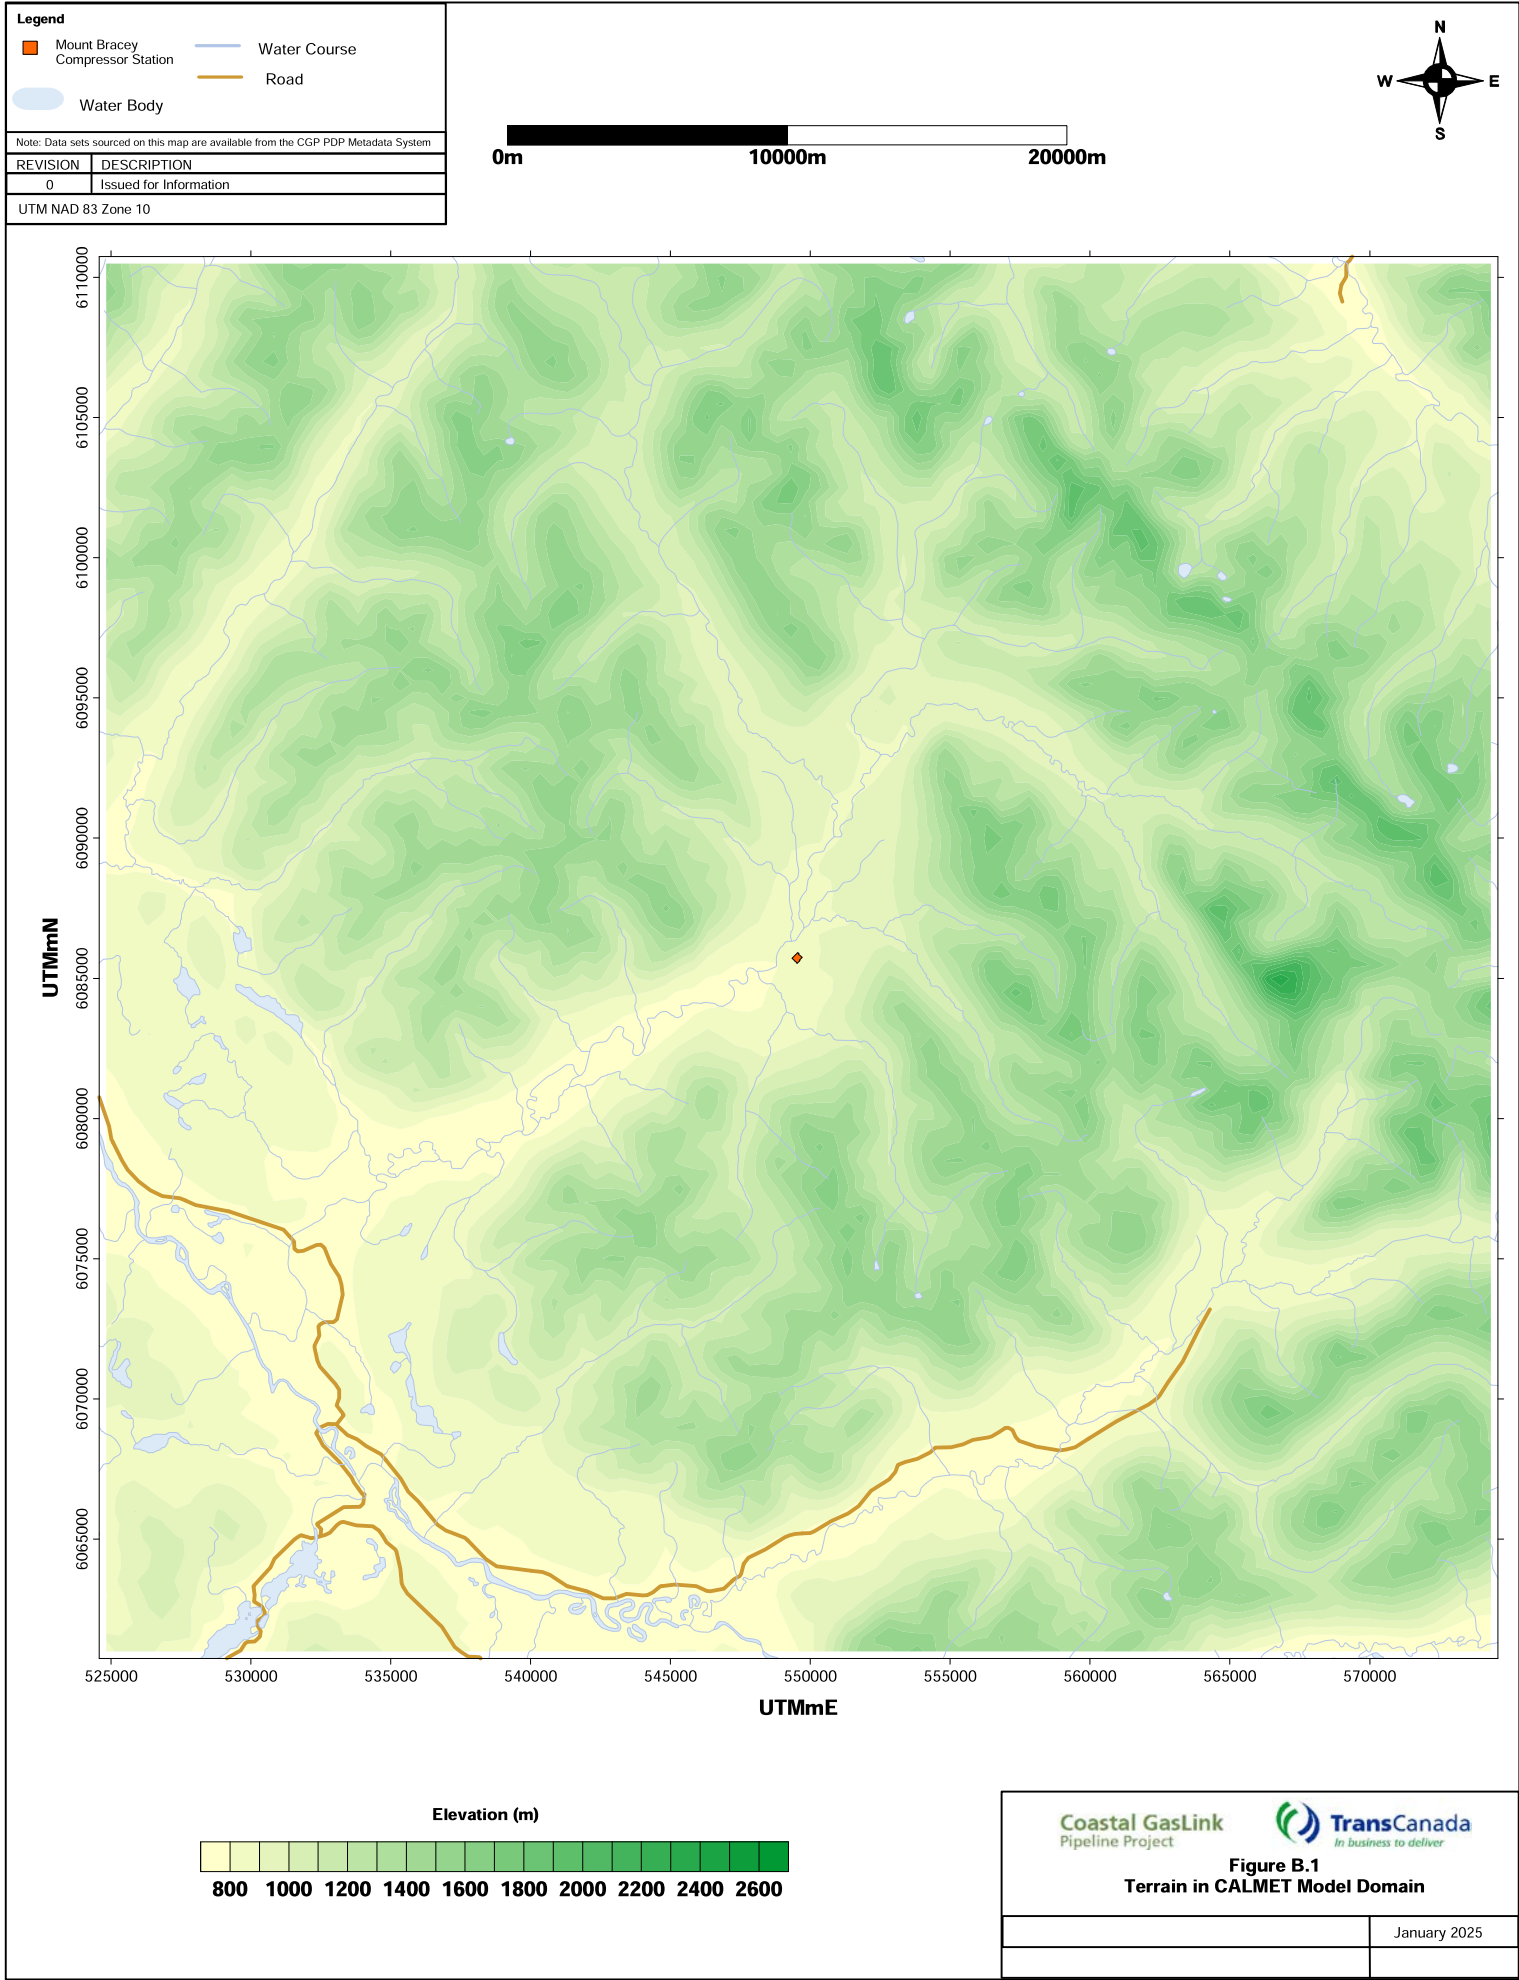 Legend
Mount Bracey
Compressor Station
Water Course
Road
Water Body
Note: Data sets sourced on this map are available from the CGP PDP Metadata System
REVISION DESCRIPTION
0 Issued for Information
UTM NAD 83 Zone 10
0m 10000m 20000m
N
W E
S
6110000
6105000
6100000
6095000
6090000
6085000
6080000
6075000
6070000
6065000
UTMmN
525000 530000 535000 540000 545000 550000 555000 560000 565000 570000
UTMmE
Elevation (m)
800 1000 1200 1400 1600 1800 2000 2200 2400 2600
Coastal GasLink
Pipeline Project
TransCanada
In business to deliver
Figure B.1
Terrain in CALMET Model Domain
January 2025